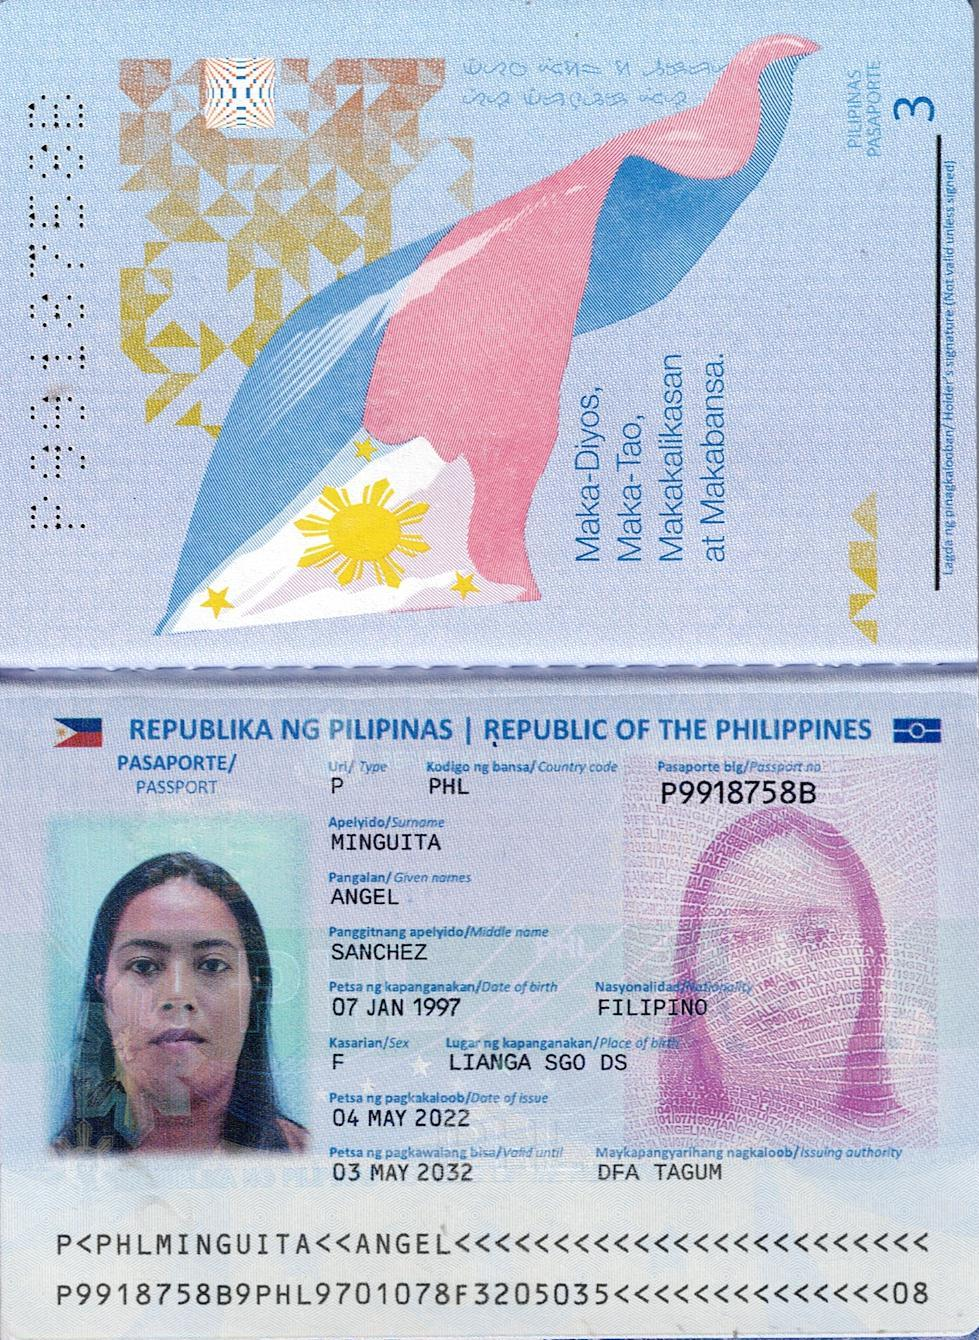 PILIPINAS
PASAPORTE
3
Maka-Diyos,
Maka-Tao,
Makakalikasan
at Makabansa.
Lagda ng pinagkalooban/ Holder's signature (Not valid unless signed)
REPUBLIKA NG PILIPINAS | REPUBLIC OF THE PHILIPPINES
PASAPORTE/
PASSPORT
Uri/ Type
Kodigo ng bansa/ Country code
Pasaporte blg/Passport no
P
PHL
P9918758B
Apelyido/Surname
MINGUITA
Pangalan/ Given names
ANGEL
Panggitnang apelyido/Middle name
SANCHEZ
Petsa ng kapanganakan/Date of birth
Nasyonalidad/Nationality
07 JAN 1997
FILIPINO
Kasarian/Sex
Lugar ng kapanganakan/Place of birth
F
LIANGA SGO DS
Petsa ng pagkakaloob/Date of issue
04 MAY 2022
Petsa ng pagkawalang bisa/Valid until
Maykapangyarihang nagkaloob/Issuing authority
03 MAY 2032
DFA TAGUM
P<PHLMINGUITA<<ANGEL<<<<<<<<<<<<<<<<<<<<<<<<
P9918758B9PHL9701078F3205035<<<<<<<<<<<<<<08